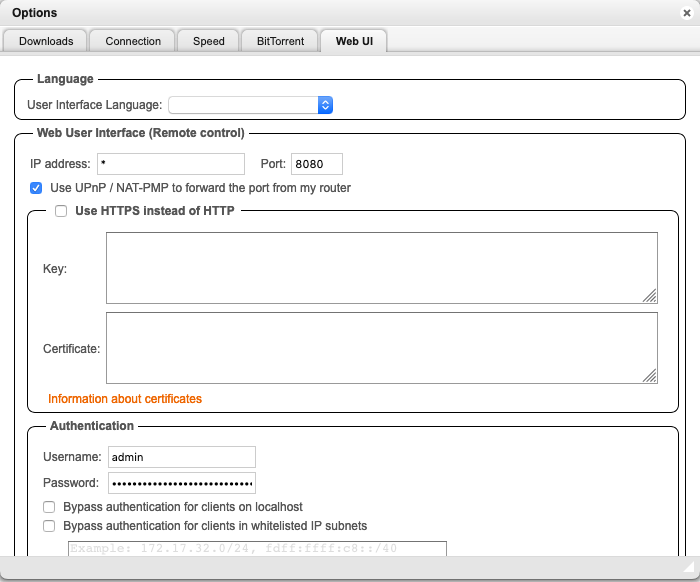 Options
Downloads Connection Speed BitTorrent Web UI
Language
User Interface Language:
Web User Interface (Remote control)
IP address: * Port: 8080
Use UPnP / NAT-PMP to forward the port from my router
Use HTTPS instead of HTTP
Key:
Certificate:
Information about certificates
Authentication
Username: admin
Password: ••••••••••••••••••••••••••••
Bypass authentication for clients on localhost
Bypass authentication for clients in whitelisted IP subnets
Example: 172.17.32.0/24, fdff:ffff:c8::/40